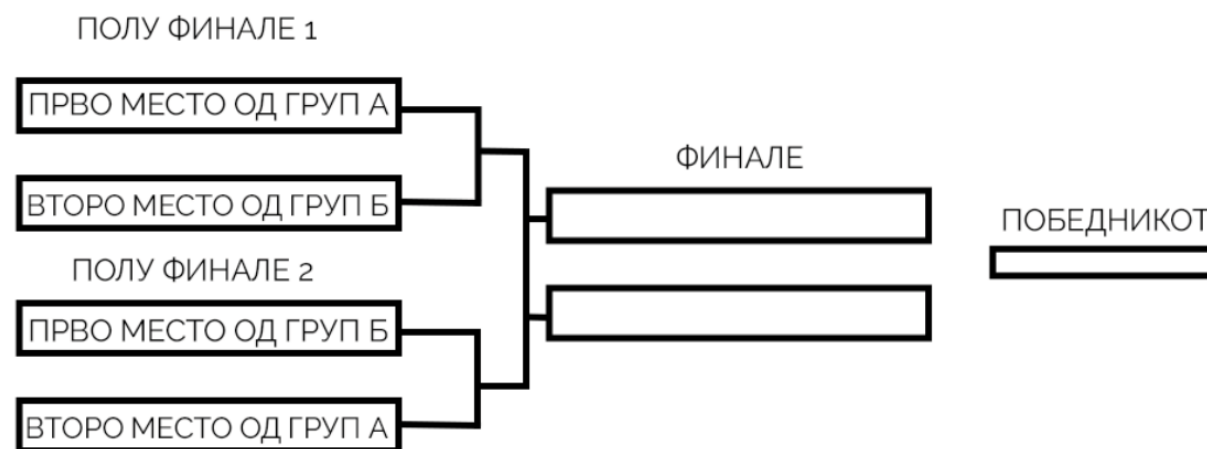 ПОЛУ ФИНАЛЕ 1
ПРВО МЕСТО ОД ГРУП А
ВТОРО МЕСТО ОД ГРУП Б
ПОЛУ ФИНАЛЕ 2
ПРВО МЕСТО ОД ГРУП Б
ВТОРО МЕСТО ОД ГРУП А
ФИНАЛЕ
ПОБЕДНИКОТ